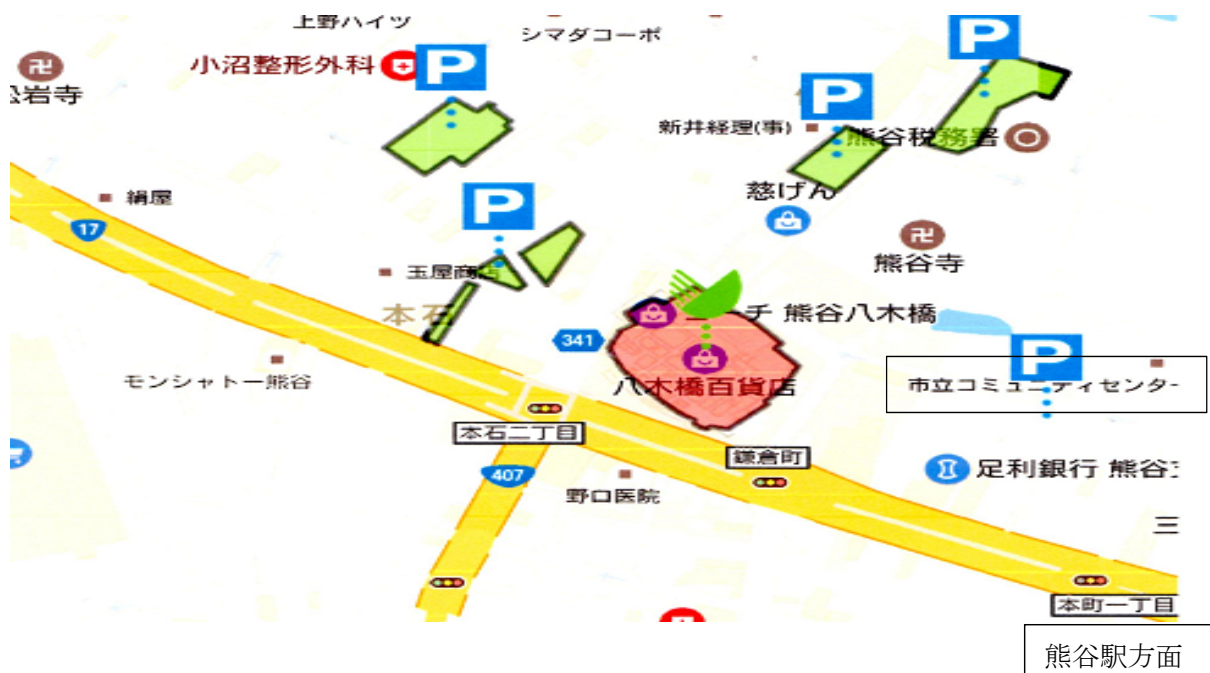 上野ハイツ
シマダコーポ
P
小沼整形外科
P
卍
松岩寺
P
新井経理(事)
熊谷税務署
慈げん
絹屋
P
17
卍
熊谷寺
玉屋商店
本石
チ 熊谷八木橋
341
P
モンシャトー熊谷
八木橋百貨店
市立コミュニティセンター
本石二丁目
鎌倉町
407
足利銀行 熊谷
野口医院
三
本町一丁目
熊谷駅方面